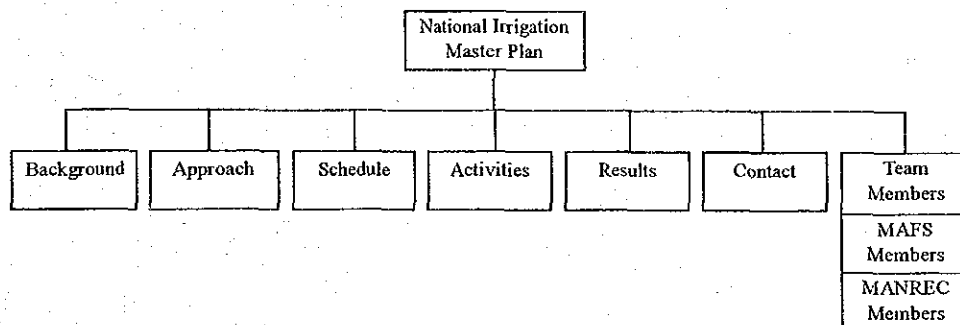 National Irrigation
Master Plan
Background
Approach
Schedule
Activities
Results
Contact
Team
Members
MAFS
Members
MANREC
Members